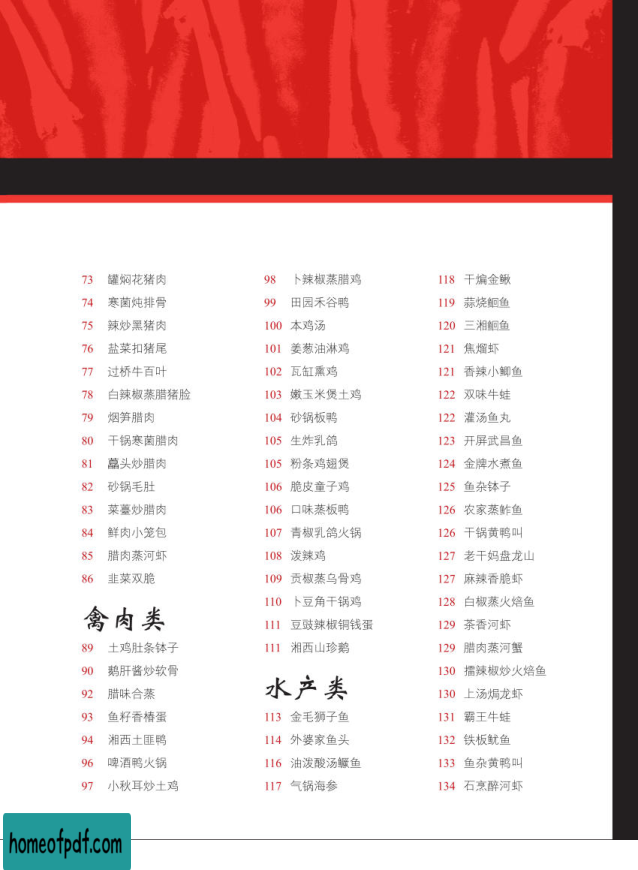 73 罐焖花猪肉
74 寒菌炖排骨
75 辣炒黑猪肉
76 盐菜扣猪尾
77 过桥牛百叶
78 白辣椒蒸腊猪脸
79 烟笋腊肉
80 干锅寒菌腊肉
81 藠头炒腊肉
82 砂锅毛肚
83 菜薹炒腊肉
84 鲜肉小笼包
85 腊肉蒸河虾
86 韭菜双脆
禽肉类
89 土鸡肚条钵子
90 鹅肝酱炒软骨
92 腊味合蒸
93 鱼籽香椿蛋
94 湘西土匪鸭
96 啤酒鸭火锅
97 小秋耳炒土鸡
98 卜辣椒蒸腊鸡
99 田园禾谷鸭
100 本鸡汤
101 姜葱油淋鸡
102 瓦缸熏鸡
103 嫩玉米煲土鸡
104 砂锅板鸭
105 生炸乳鸽
105 粉条鸡翅煲
106 脆皮童子鸡
106 口味蒸板鸭
107 青椒乳鸽火锅
108 泼辣鸡
109 贡椒蒸乌骨鸡
110 卜豆角干锅鸡
111 豆豉辣椒铜钱蛋
111 湘西山珍鹅
水产类
113 金毛狮子鱼
114 外婆家鱼头
116 油泼酸汤鳜鱼
117 气锅海参
118 干煸金鳅
119 蒜烧鮰鱼
120 三湘鮰鱼
121 焦熘虾
121 香辣小鲫鱼
122 双味牛蛙
122 灌汤鱼丸
123 开屏武昌鱼
124 金牌水煮鱼
125 鱼杂钵子
126 农家蒸鲊鱼
126 干锅黄鸭叫
127 老干妈盘龙山
127 麻辣香脆虾
128 白椒蒸火焙鱼
129 茶香河虾
129 腊肉蒸河蟹
130 擂辣椒炒火焙鱼
130 上汤焗龙虾
131 霸王牛蛙
132 铁板鱿鱼
133 鱼杂黄鸭叫
134 石烹醉河虾
homeofpdf.com